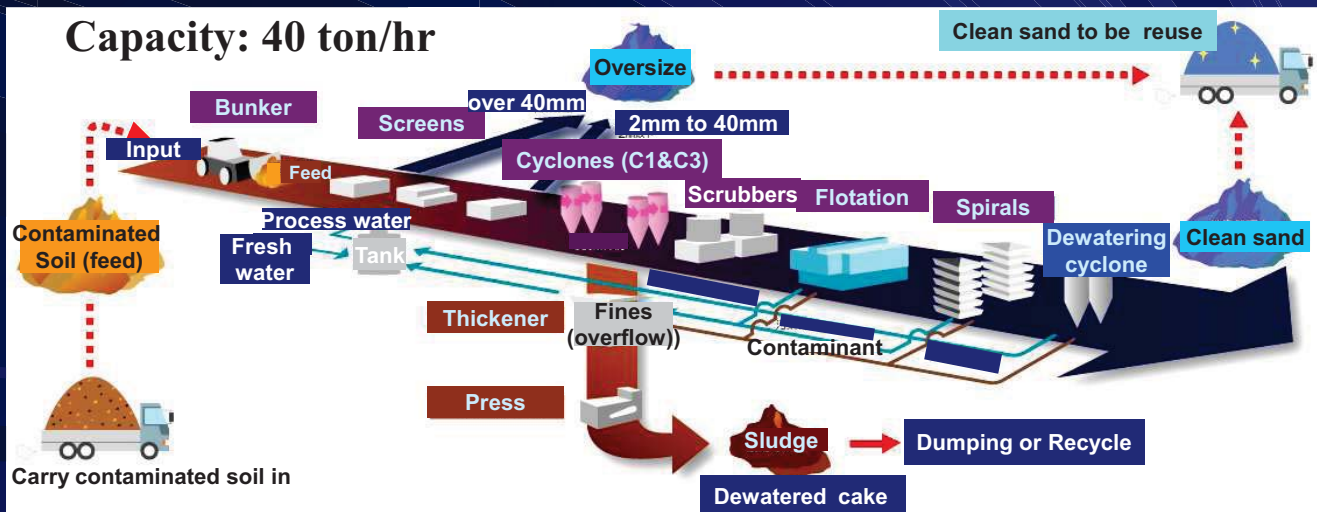 Capacity: 40 ton/hr
Clean sand to be reuse
Oversize
over 40mm
Bunker
Screens
2mm to 40mm
Input
Cyclones (C1&C3)
Feed
Scrubbers
Flotation
Spirals
Process water
Contaminated
Soil (feed)
Fresh
water
Tank
Dewatering
cyclone
Clean sand
Thickener
Fines
(overflow))
Contaminant
Press
Sludge
Dumping or Recycle
Carry contaminated soil in
Dewatered cake